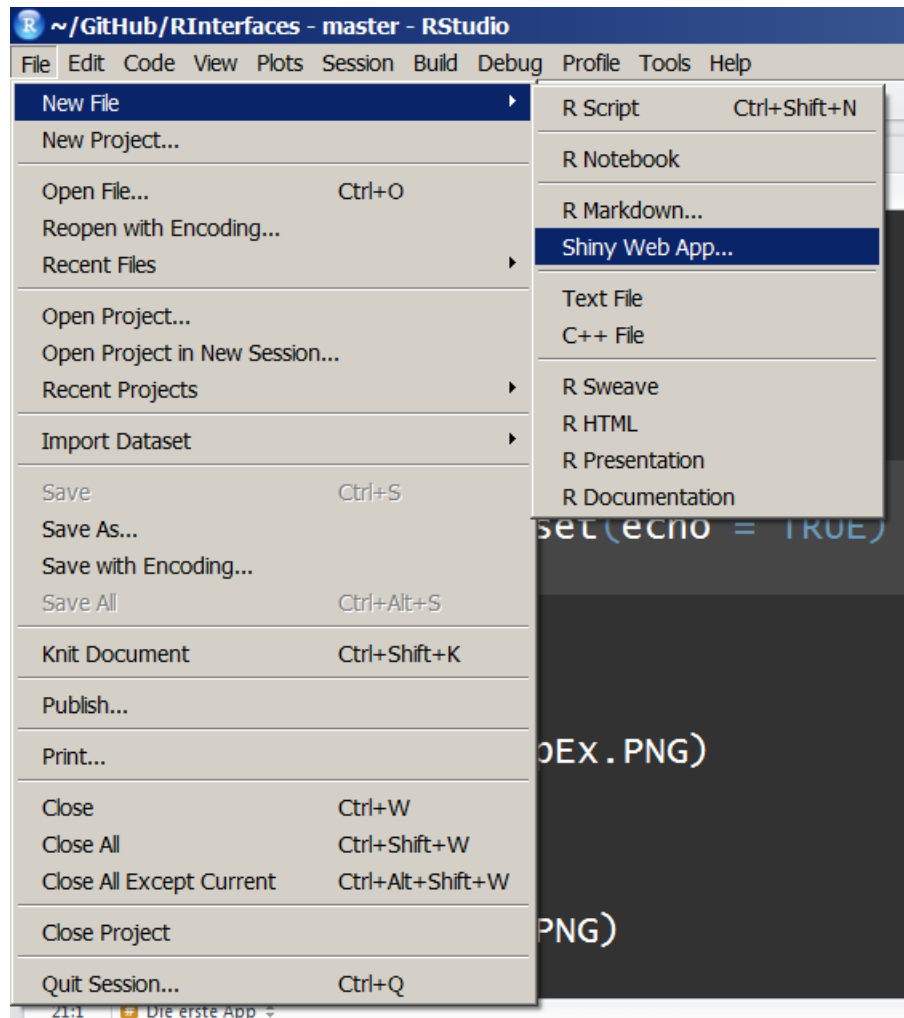 R ~/GitHub/RInterfaces - master - RStudio
File Edit Code View Plots Session Build Debug Profile Tools Help
New File
New Project...
Open File... Ctrl+O
Reopen with Encoding...
Recent Files
Open Project...
Open Project in New Session...
Recent Projects
Import Dataset
Save Ctrl+S
Save As...
Save with Encoding...
Save All Ctrl+Alt+S
Knit Document Ctrl+Shift+K
Publish...
Print...
Close Ctrl+W
Close All Ctrl+Shift+W
Close All Except Current Ctrl+Alt+Shift+W
Close Project
Quit Session... Ctrl+Q
R Script Ctrl+Shift+N
R Notebook
R Markdown...
Shiny Web App...
Text File
C++ File
R Sweave
R HTML
R Presentation
R Documentation
set(echo = TRUE)
pEx.PNG)
PNG)
21:1 # Die erste App